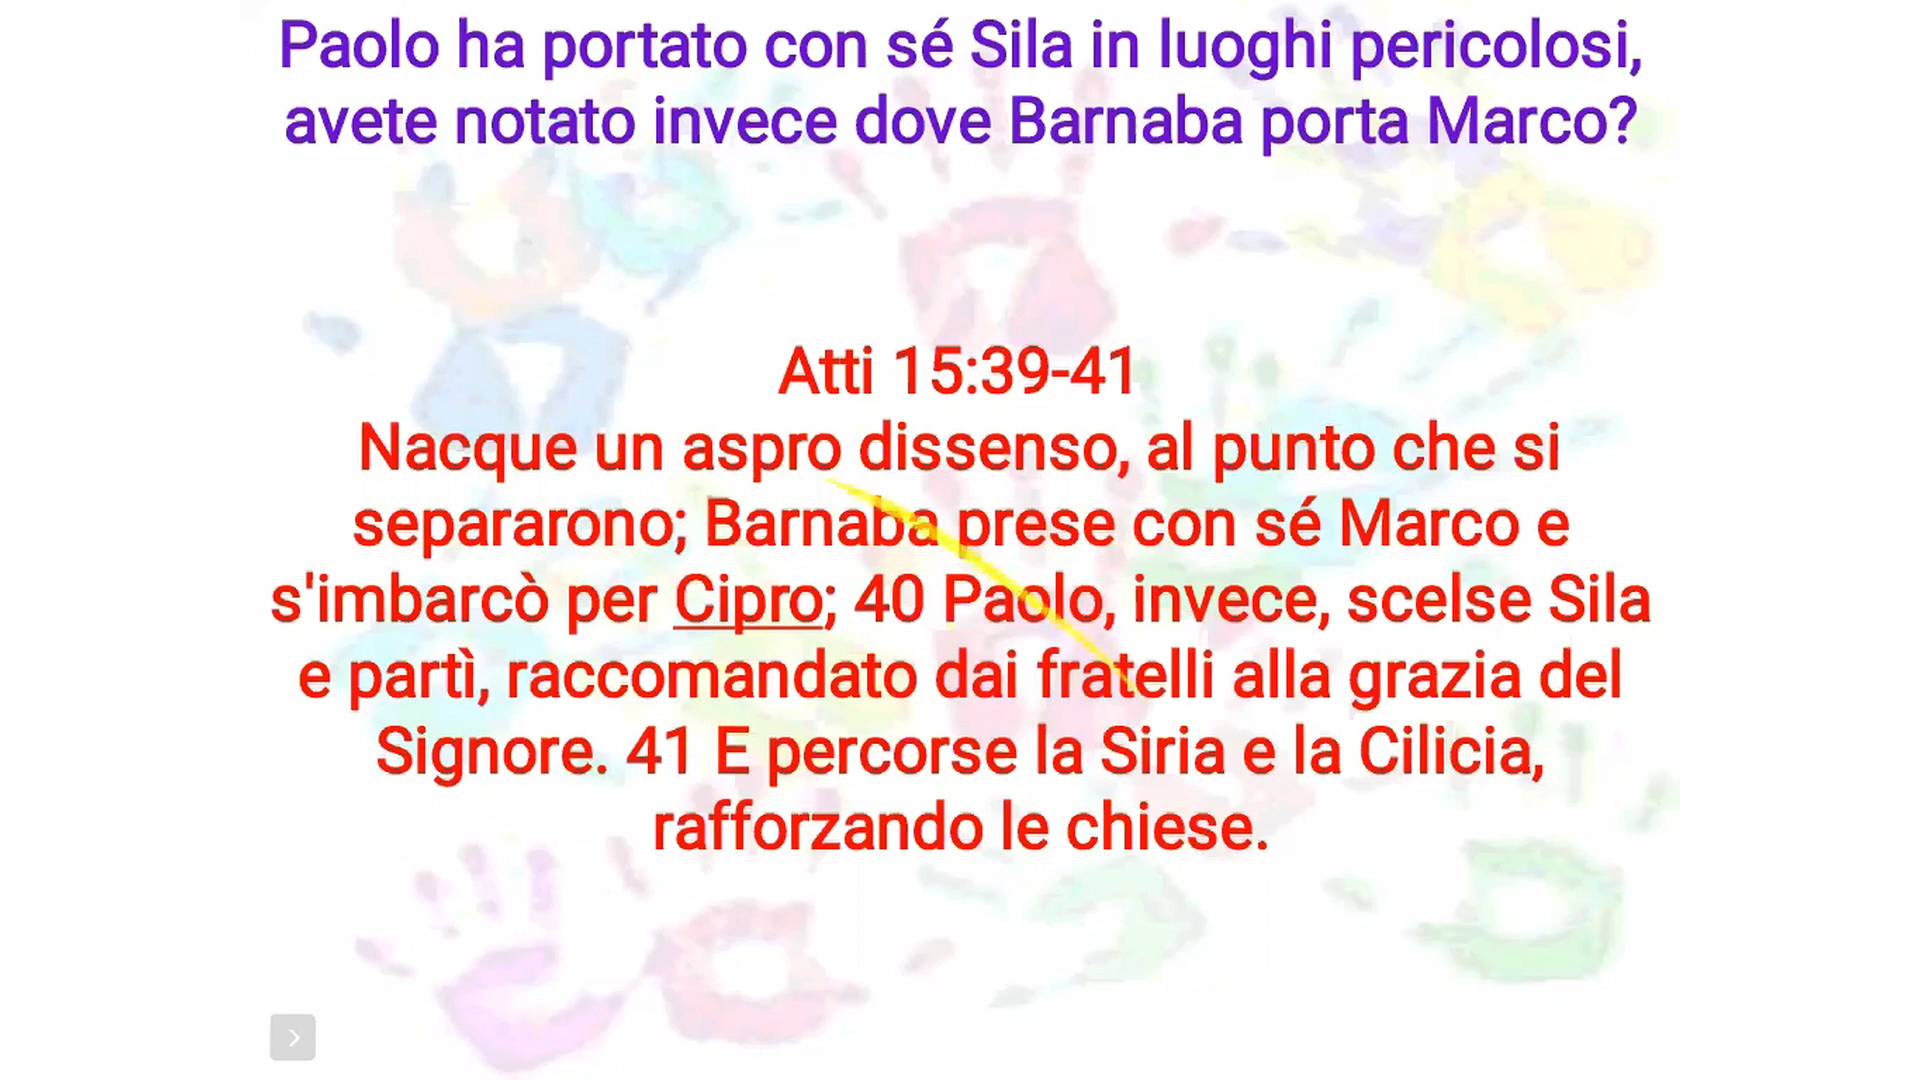 Paolo ha portato con sé Sila in luoghi pericolosi,
avete notato invece dove Barnaba porta Marco?
Atti 15:39-41
Nacque un aspro dissenso, al punto che si
separarono; Barnaba prese con sé Marco e
s'imbarcò per Cipro; 40 Paolo, invece, scelse Sila
e partì, raccomandato dai fratelli alla grazia del
Signore. 41 E percorse la Siria e la Cilicia,
rafforzando le chiese.